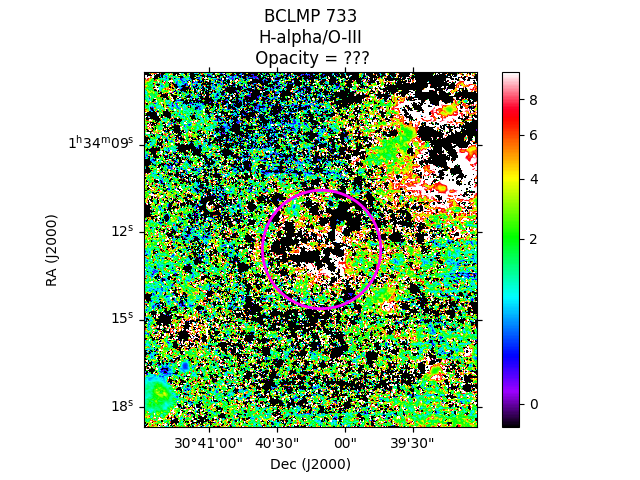 BCLMP 733
H-alpha/O-III
Opacity = ???
1ʰ34ᵐ09ˢ
12ˢ
15ˢ
18ˢ
RA (J2000)
30°41'00" 40'30" 00" 39'30"
Dec (J2000)
8
6
4
2
0